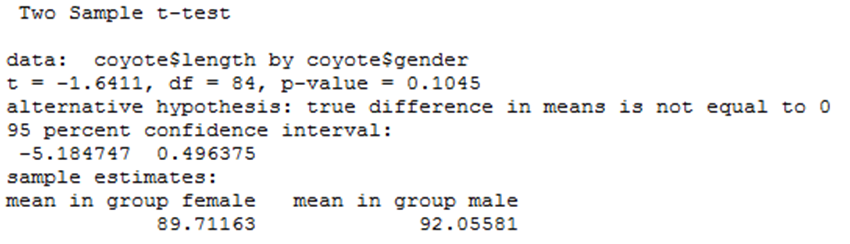 Two Sample t-test
data:  coyote$length by coyote$gender
t = -1.6411, df = 84, p-value = 0.1045
alternative hypothesis: true difference in means is not equal to 0
95 percent confidence interval:
 -5.184747  0.496375
sample estimates:
mean in group female   mean in group male
            89.71163             92.05581